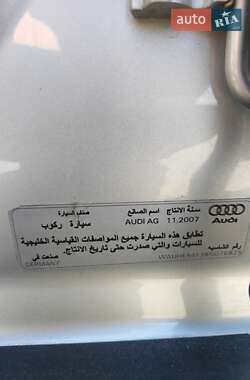 auto RIA
صنف السيارة اسم الصانع سنة الانتاج
سيارة ركوب AUDI AG 11.2007
Audi
تطابق هذه السيارة جميع المواصفات القياسية الخليجية
للسيارات والتي صدرت حتى تاريخ الانتاج.
رقم الشاسيه
صنعت في
GERMANY